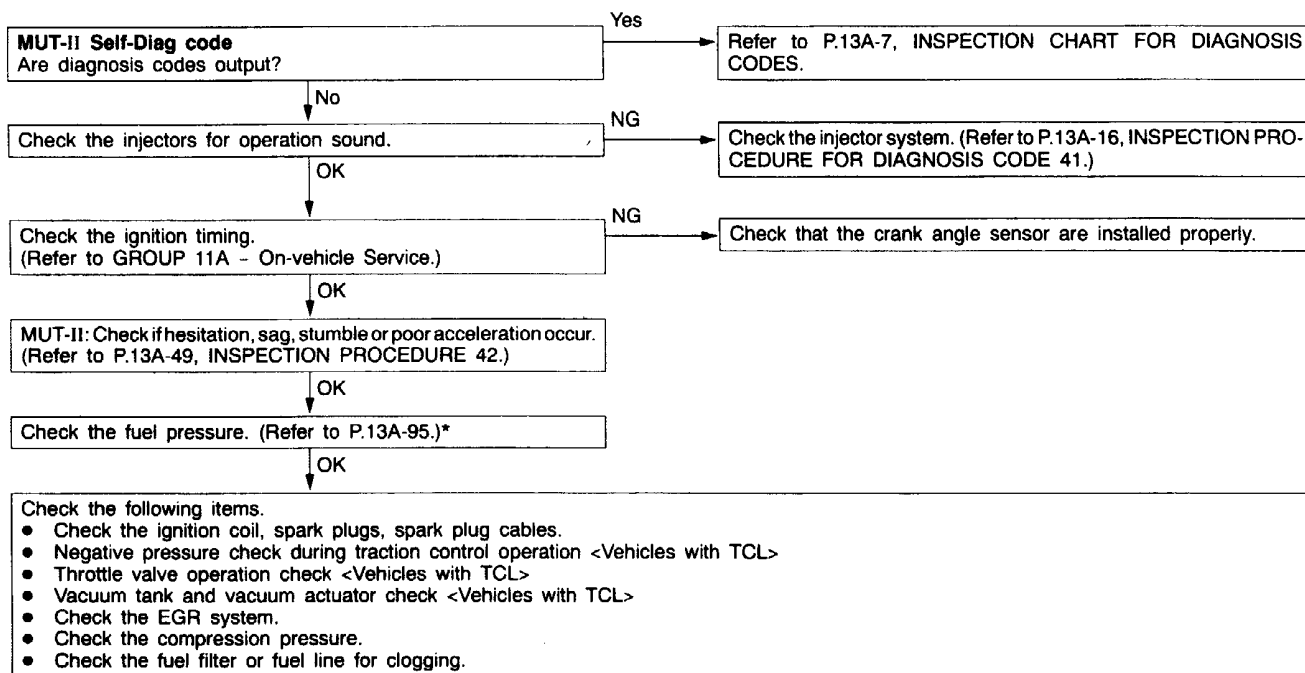 MUT-II Self-Diag code
Are diagnosis codes output?
Yes
Refer to P.13A-7, INSPECTION CHART FOR DIAGNOSIS
CODES.
No
Check the injectors for operation sound.
NG
Check the injector system. (Refer to P.13A-16, INSPECTION PRO-
CEDURE FOR DIAGNOSIS CODE 41.)
OK
Check the ignition timing.
(Refer to GROUP 11A - On-vehicle Service.)
NG
Check that the crank angle sensor are installed properly.
OK
MUT-II: Check if hesitation, sag, stumble or poor acceleration occur.
(Refer to P.13A-49, INSPECTION PROCEDURE 42.)
OK
Check the fuel pressure. (Refer to P.13A-95.)*
OK
Check the following items.
● Check the ignition coil, spark plugs, spark plug cables.
● Negative pressure check during traction control operation <Vehicles with TCL>
● Throttle valve operation check <Vehicles with TCL>
● Vacuum tank and vacuum actuator check <Vehicles with TCL>
● Check the EGR system.
● Check the compression pressure.
● Check the fuel filter or fuel line for clogging.